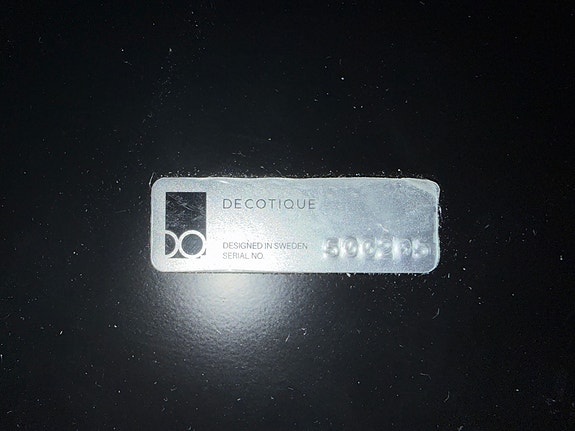 DECOTIQUE
DESIGNED IN SWEDEN
SERIAL NO.